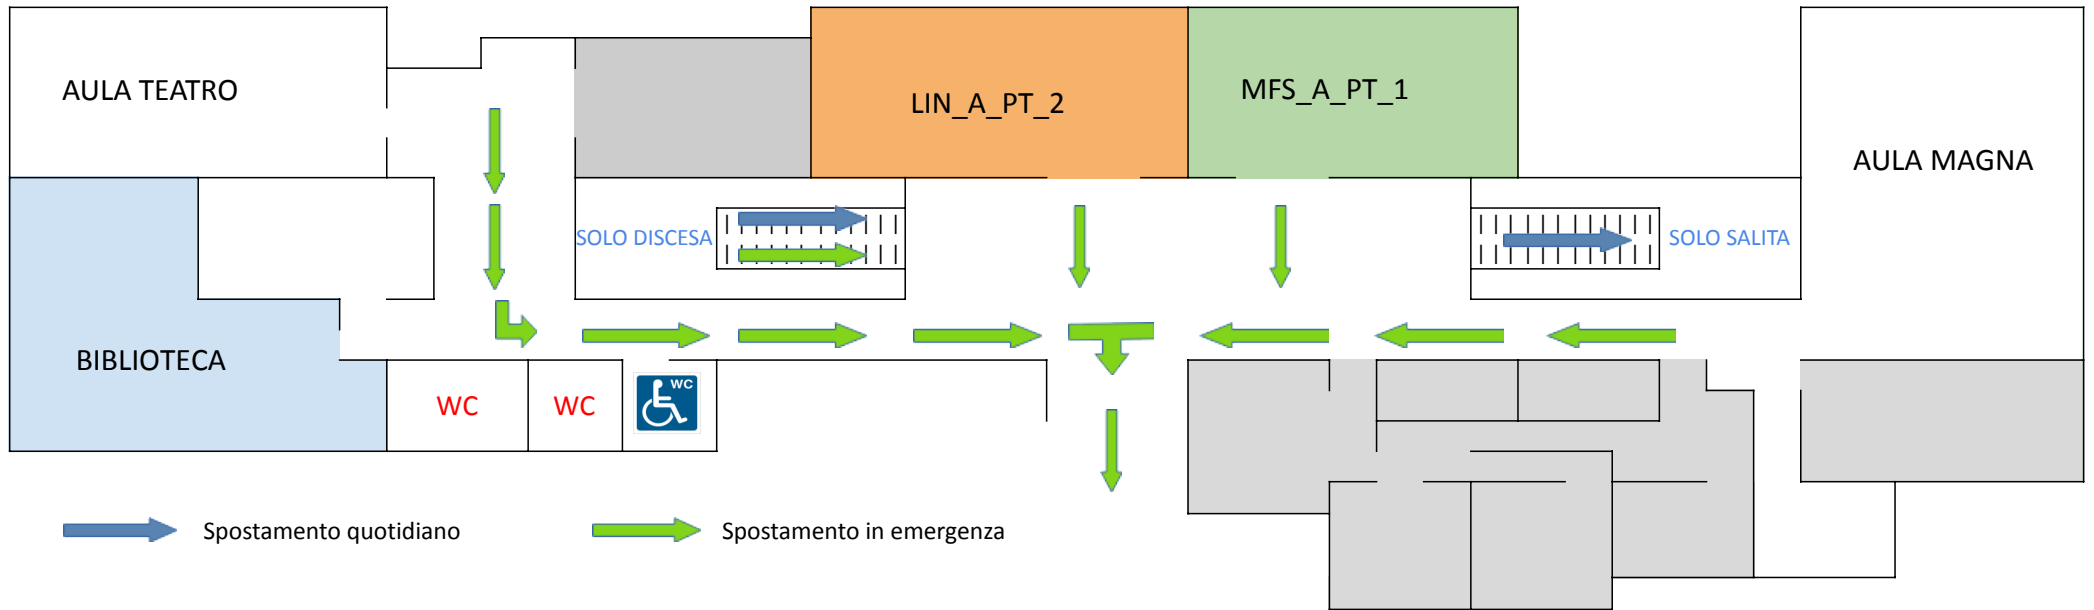 AULA TEATRO
LIN_A_PT_2
MFS_A_PT_1
AULA MAGNA
SOLO DISCESA
SOLO SALITA
BIBLIOTECA
WC
WC
WC
Spostamento quotidiano
Spostamento in emergenza